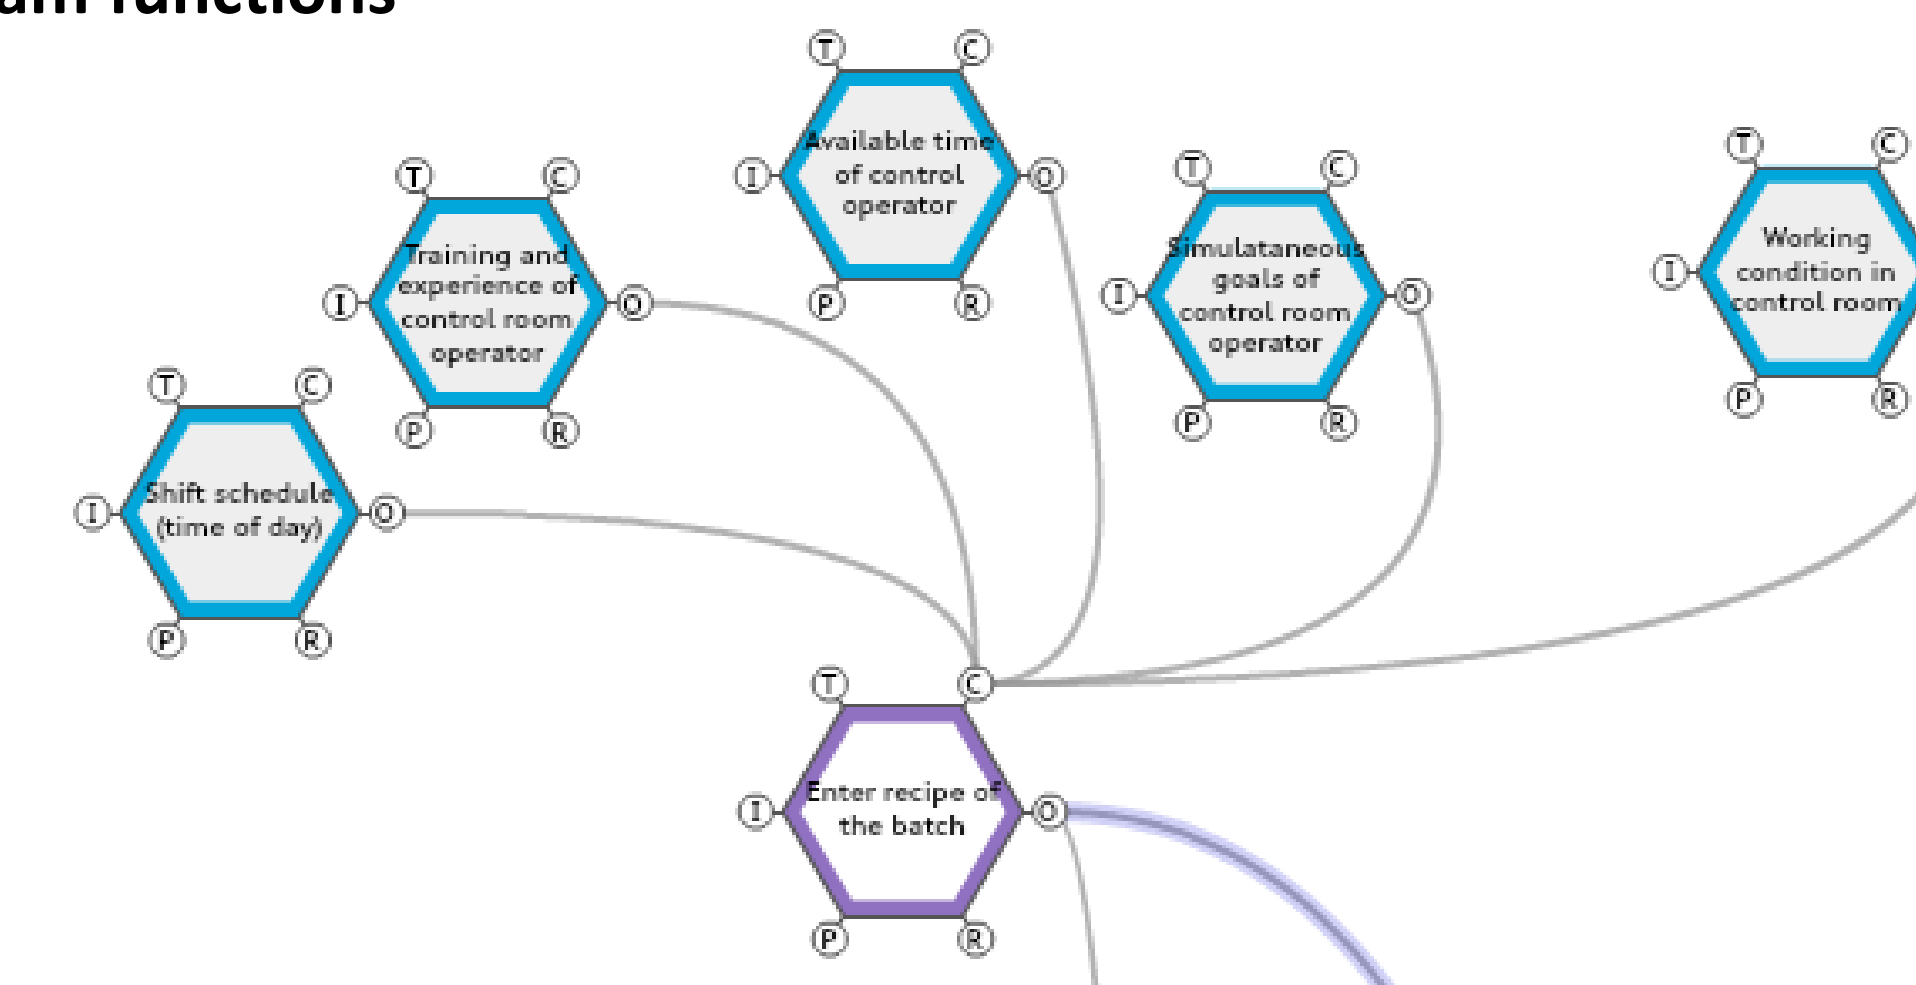 functions
T C
Available time
of control
operator
I O
P R
T C
Training and
experience of
control room
operator
I O
P R
T C
Simulataneous
goals of
control room
operator
I O
P R
T C
Working
condition in
control room
I
P R
T C
Shift schedule
(time of day)
I O
P R
T C
Enter recipe of
the batch
I O
P R